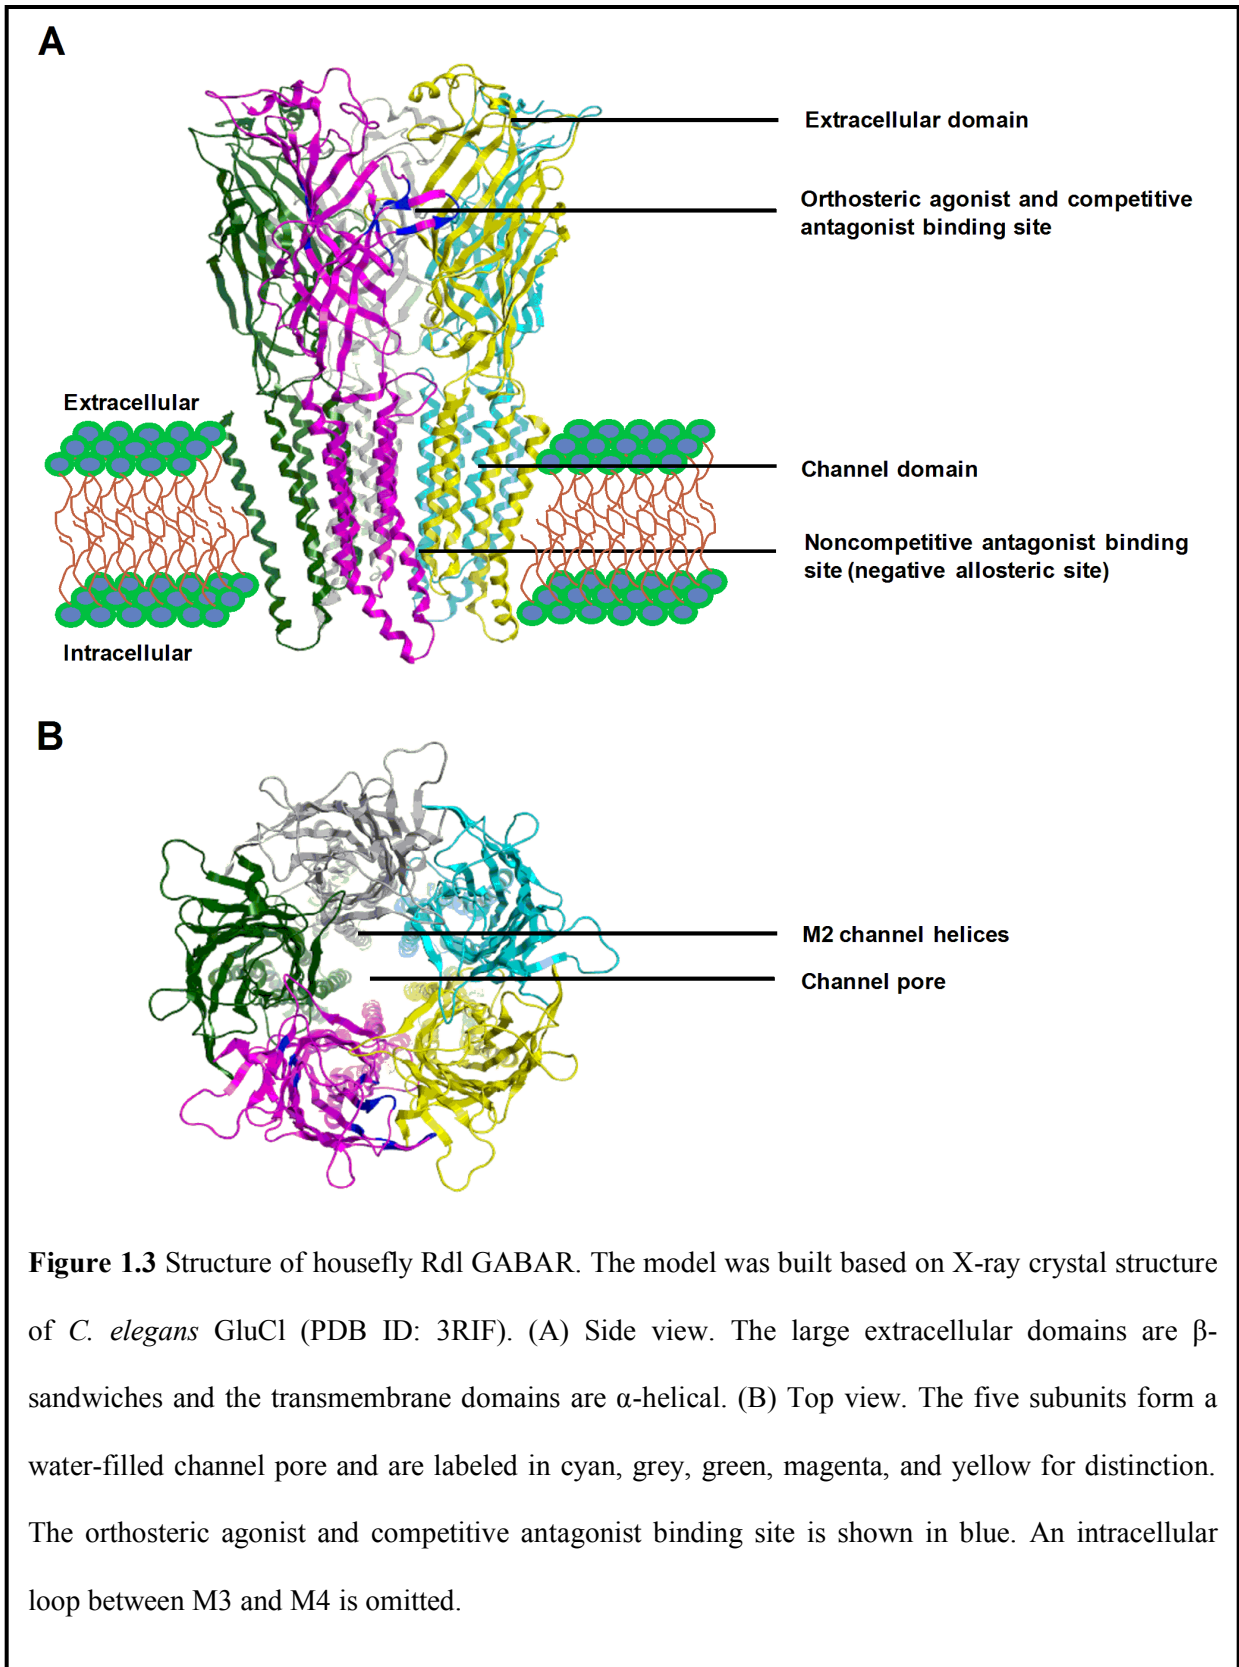 A
Extracellular domain
Orthosteric agonist and competitive
antagonist binding site
Extracellular
Channel domain
Noncompetitive antagonist binding
site (negative allosteric site)
Intracellular
B
M2 channel helices
Channel pore
Figure 1.3 Structure of housefly Rdl GABAR. The model was built based on X-ray crystal structure
of C. elegans GluCl (PDB ID: 3RIF). (A) Side view. The large extracellular domains are β-
sandwiches and the transmembrane domains are α-helical. (B) Top view. The five subunits form a
water-filled channel pore and are labeled in cyan, grey, green, magenta, and yellow for distinction.
The orthosteric agonist and competitive antagonist binding site is shown in blue. An intracellular
loop between M3 and M4 is omitted.